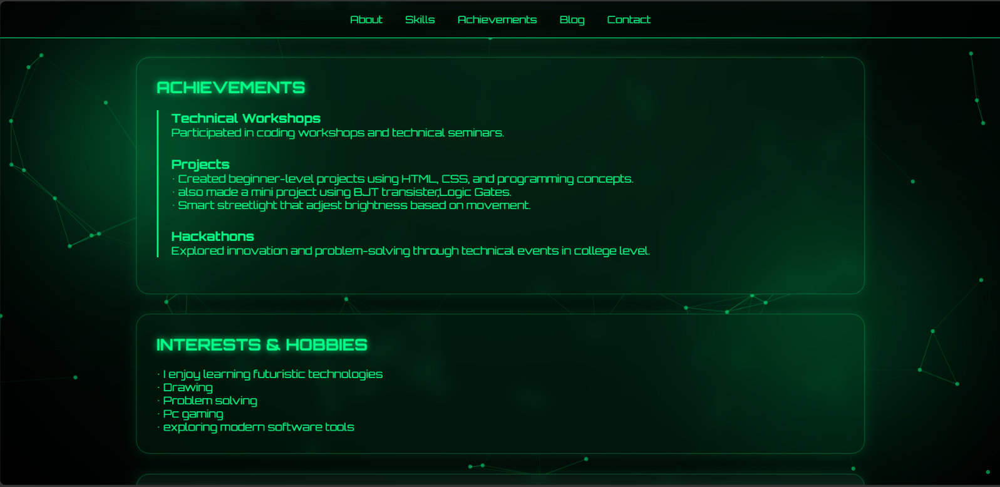 About Skills Achievements Blog Contact
ACHIEVEMENTS
Technical Workshops
Participated in coding workshops and technical seminars.
Projects
· Created beginner-level projects using HTML, CSS, and programming concepts.
· also made a mini project using BJT transister,Logic Gates.
· Smart streetlight that adjest brightness based on movement.
Hackathons
Explored innovation and problem-solving through technical events in college level.
INTERESTS & HOBBIES
· I enjoy learning futuristic technologies
· Drawing
· Problem solving
· Pc gaming
· exploring modern software tools